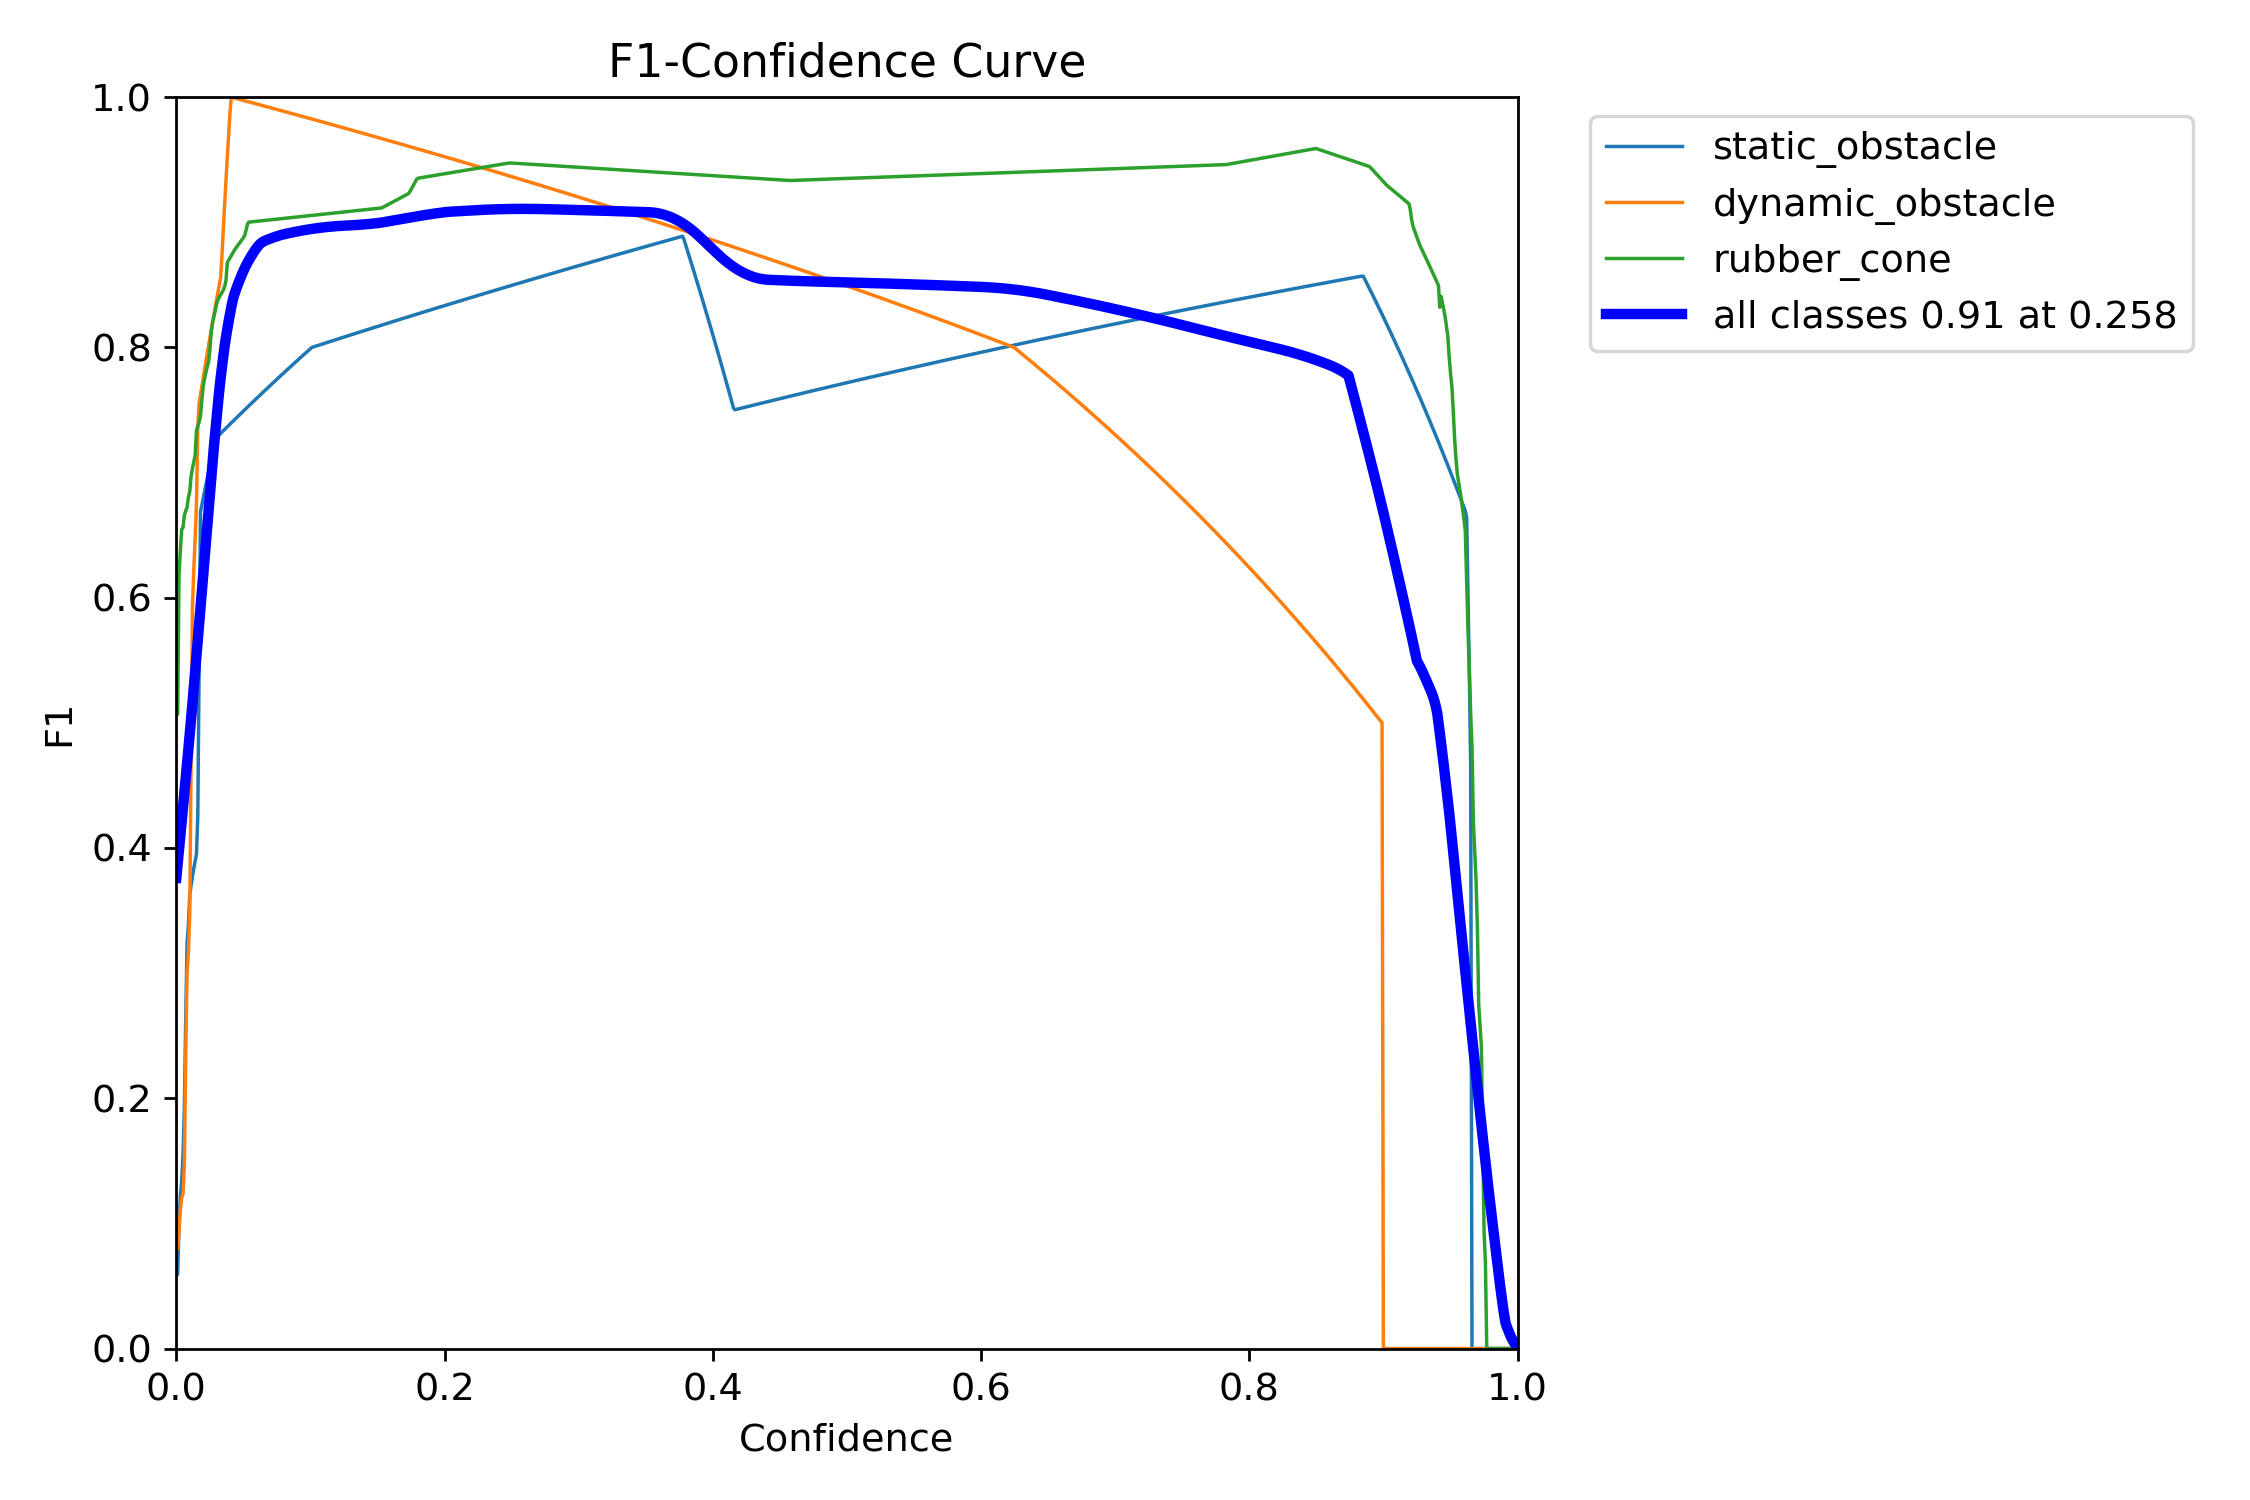 F1-Confidence Curve
1.0
0.8
0.6
0.4
0.2
0.0
F1
0.0 0.2 0.4 0.6 0.8 1.0
Confidence
static_obstacle
dynamic_obstacle
rubber_cone
all classes 0.91 at 0.258